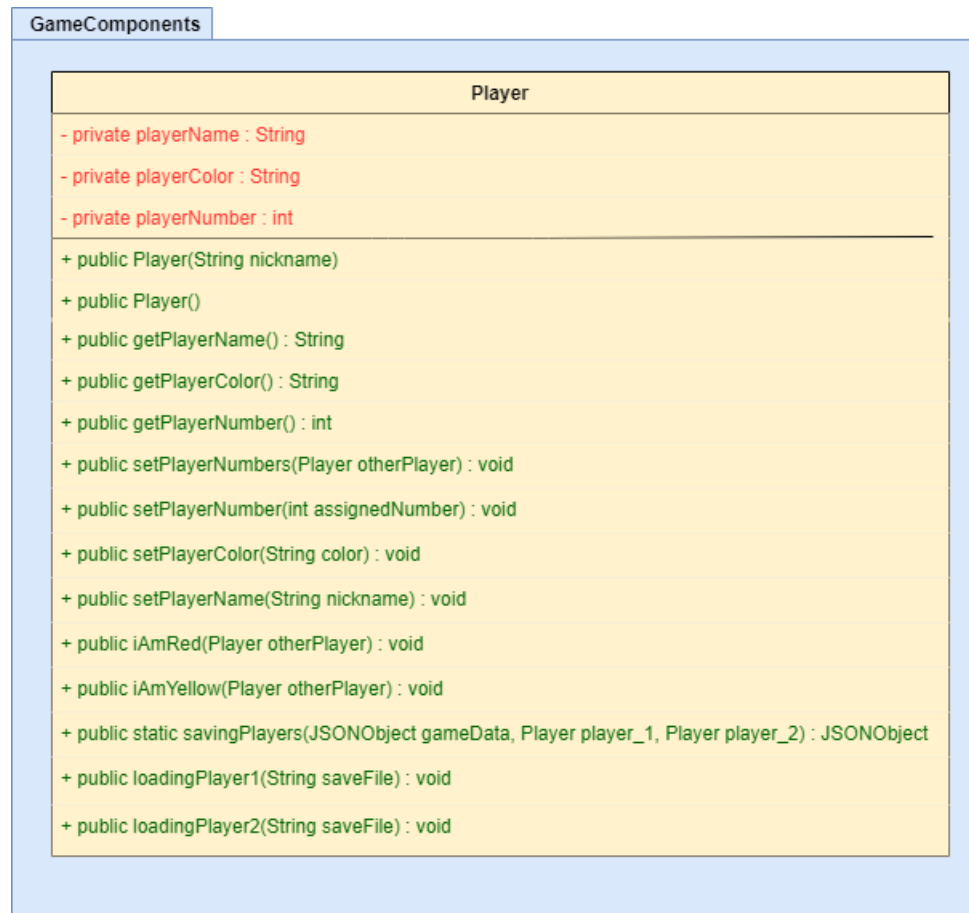 GameComponents
Player
- private playerName : String
- private playerColor : String
- private playerNumber : int
+ public Player(String nickname)
+ public Player()
+ public getPlayerName() : String
+ public getPlayerColor() : String
+ public getPlayerNumber() : int
+ public setPlayerNumbers(Player otherPlayer) : void
+ public setPlayerNumber(int assignedNumber) : void
+ public setPlayerColor(String color) : void
+ public setPlayerName(String nickname) : void
+ public iAmRed(Player otherPlayer) : void
+ public iAmYellow(Player otherPlayer) : void
+ public static savingPlayers(JSONObject gameData, Player player_1, Player player_2) : JSONObject
+ public loadingPlayer1(String saveFile) : void
+ public loadingPlayer2(String saveFile) : void